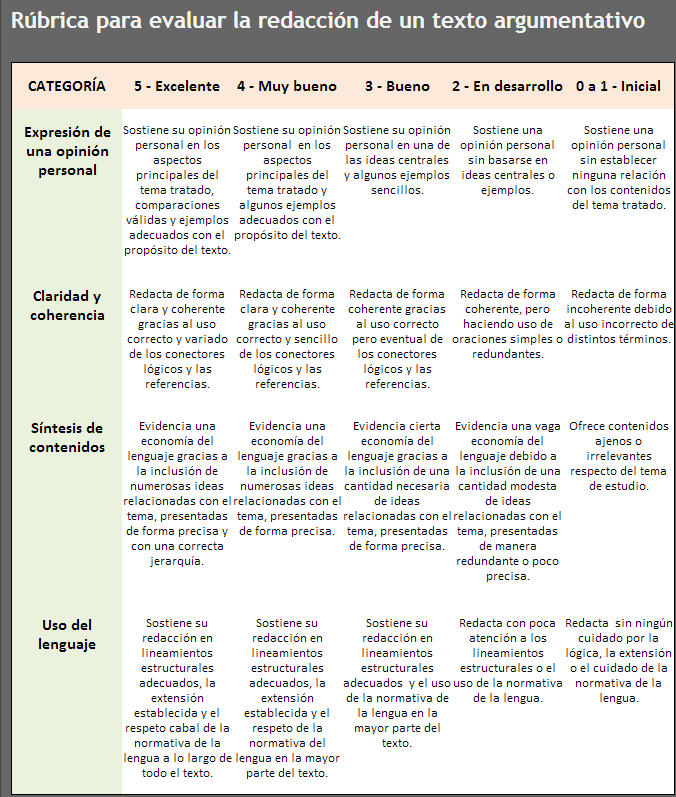 Rúbrica para evaluar la redacción de un texto argumentativo
CATEGORÍA 5 - Excelente 4 - Muy bueno 3 - Bueno 2 - En desarrollo 0 a 1 - Inicial
Expresión de
una opinión
personal
Sostiene su opinión
personal en los
aspectos
principales del
tema tratado,
comparaciones
válidas y ejemplos
adecuados con el
propósito del texto.
Sostiene su opinión
personal en los
aspectos
principales del
tema tratado y
algunos ejemplos
adecuados con el
propósito del texto.
Sostiene su opinión
personal en una de
las ideas centrales
y algunos ejemplos
sencillos.
Sostiene una
opinión personal
sin basarse en
ideas centrales o
ejemplos.
Sostiene una
opinión personal
sin establecer
ninguna relación
con los contenidos
del tema tratado.
Claridad y
coherencia
Redacta de forma
clara y coherente
gracias al uso
correcto y variado
de los conectores
lógicos y las
referencias.
Redacta de forma
clara y coherente
gracias al uso
correcto y sencillo
de los conectores
lógicos y las
referencias.
Redacta de forma
coherente gracias
al uso correcto
pero eventual de
los conectores
lógicos y las
referencias.
Redacta de forma
coherente, pero
haciendo uso de
oraciones simples o
redundantes.
Redacta de forma
incoherente debido
al uso incorrecto de
distintos términos.
Síntesis de
contenidos
Evidencia una
economía del
lenguaje gracias a
la inclusión de
numerosas ideas
relacionadas con el
tema, presentadas
de forma precisa y
con una correcta
jerarquía.
Evidencia una
economía del
lenguaje gracias a
la inclusión de
numerosas ideas
relacionadas con el
tema, presentadas
de forma precisa.
Evidencia cierta
economía del
lenguaje gracias a
la inclusión de una
cantidad necesaria
de ideas
relacionadas con el
tema, presentadas
de forma precisa.
Evidencia una vaga
economía del
lenguaje debido a
la inclusión de una
cantidad modesta
de ideas
relacionadas con el
tema, presentadas
de manera
redundante o poco
precisa.
Ofrece contenidos
ajenos o
irrelevantes
respecto del tema
de estudio.
Uso del
lenguaje
Sostiene su
redacción en
lineamientos
estructurales
adecuados, la
extensión
establecida y el
respeto cabal de la
normativa de la
lengua a lo largo de
todo el texto.
Sostiene su
redacción en
lineamientos
estructurales
adecuados, la
extensión
establecida y el
respeto de la
normativa del
lengua en la mayor
parte del texto.
Sostiene su
redacción en
lineamientos
estructurales
adecuados y el uso
de la normativa de
la lengua en la
mayor parte del
texto.
Redacta con poca
atención a los
lineamientos
estructurales o el
uso de la normativa
de la lengua.
Redacta sin ningún
cuidado por la
lógica, la extensión
o el cuidado de la
normativa de la
lengua.